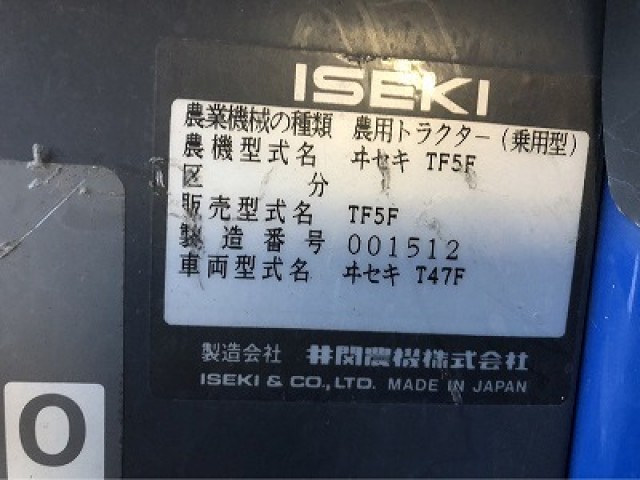 ISEKI
農業機械の種類 農用トラクター(乗用型)
農機型式名 ヰセキ TF5F
区分
販売型式名 TF5F
製造番号 001512
車両型式名 ヰセキ T47F
製造会社 井関農機株式会社
ISEKI & CO., LTD. MADE IN JAPAN
0